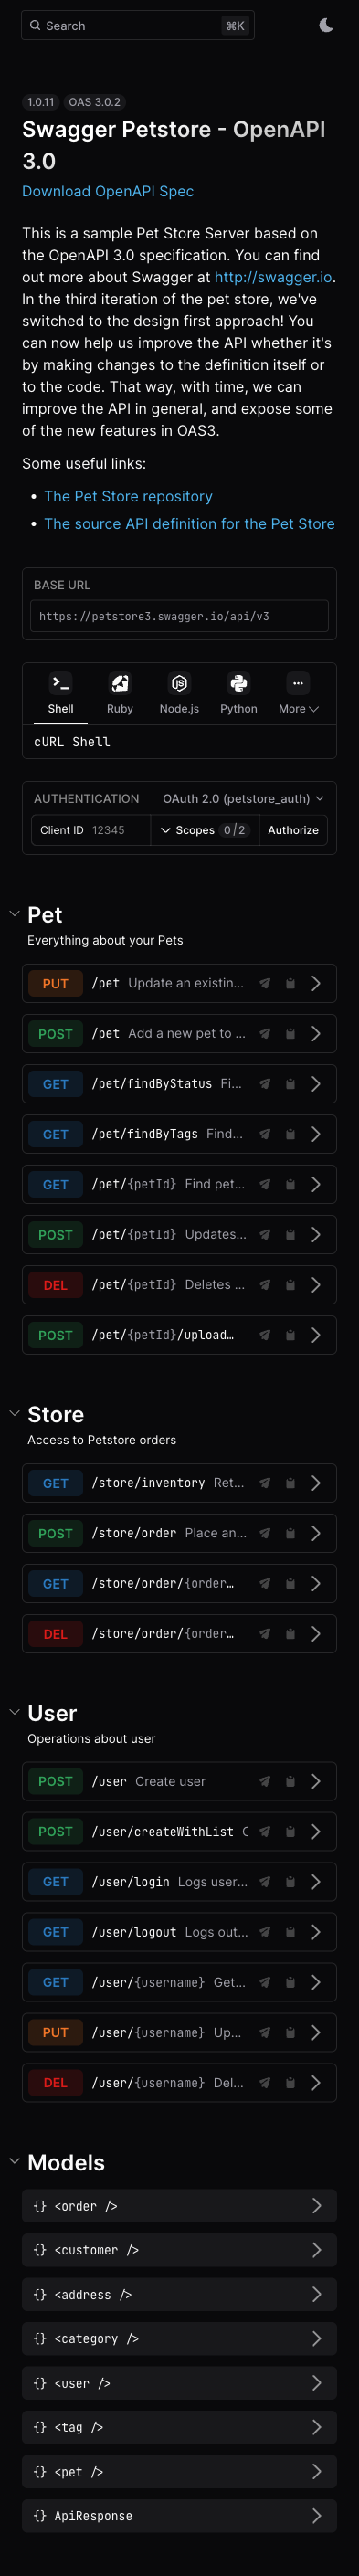 Search ⌘K
1.0.11 OAS 3.0.2
Swagger Petstore - OpenAPI
3.0
Download OpenAPI Spec
This is a sample Pet Store Server based on
the OpenAPI 3.0 specification. You can find
out more about Swagger at http://swagger.io.
In the third iteration of the pet store, we've
switched to the design first approach! You
can now help us improve the API whether it's
by making changes to the definition itself or
to the code. That way, with time, we can
improve the API in general, and expose some
of the new features in OAS3.
Some useful links:
• The Pet Store repository
• The source API definition for the Pet Store
BASE URL
https://petstore3.swagger.io/api/v3
Shell Ruby Node.js Python More
cURL Shell
AUTHENTICATION OAuth 2.0 (petstore_auth)
Client ID 12345 Scopes 0/2 Authorize
Pet
Everything about your Pets
PUT /pet Update an existin...
POST /pet Add a new pet to ...
GET /pet/findByStatus Fi...
GET /pet/findByTags Find...
GET /pet/{petId} Find pet...
POST /pet/{petId} Updates...
DEL /pet/{petId} Deletes ...
POST /pet/{petId}/upload…
Store
Access to Petstore orders
GET /store/inventory Ret...
POST /store/order Place an...
GET /store/order/{order…
DEL /store/order/{order…
User
Operations about user
POST /user Create user
POST /user/createWithList C
GET /user/login Logs user...
GET /user/logout Logs out...
GET /user/{username} Get...
PUT /user/{username} Up...
DEL /user/{username} Del...
Models
{} <order />
{} <customer />
{} <address />
{} <category />
{} <user />
{} <tag />
{} <pet />
{} ApiResponse